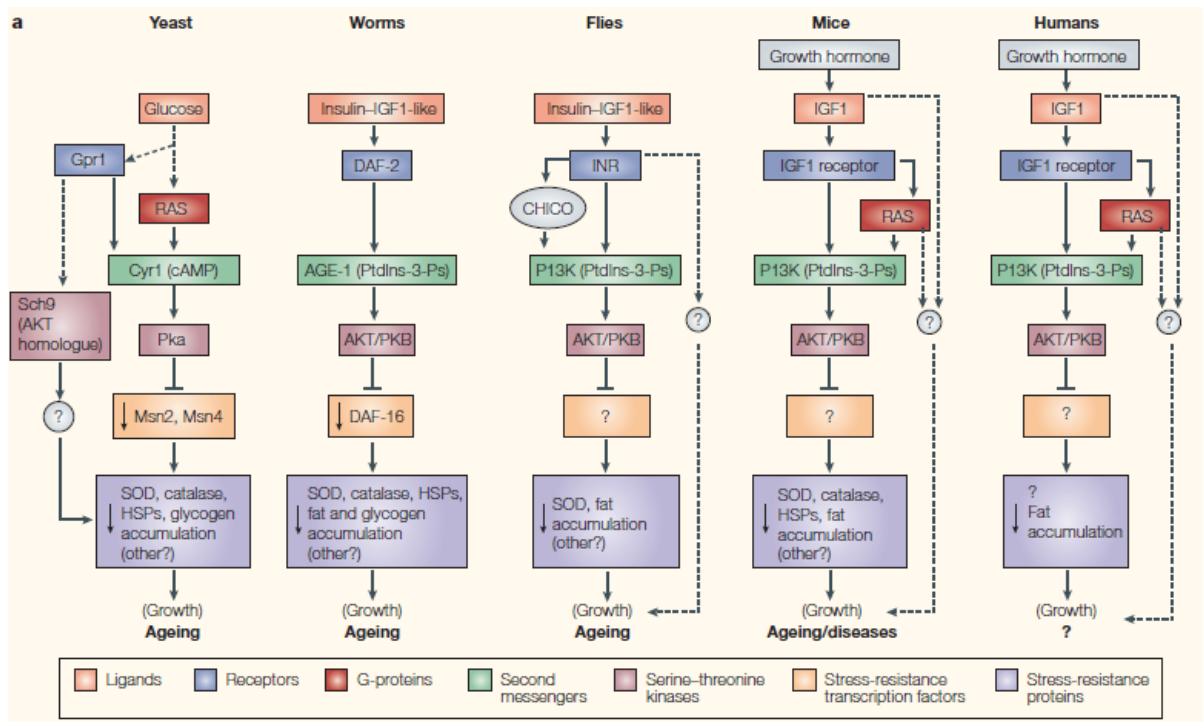 a
Yeast
Worms
Flies
Mice
Humans
Growth hormone
Growth hormone
Glucose
Insulin–IGF1-like
Insulin–IGF1-like
IGF1
IGF1
Gpr1
DAF-2
INR
IGF1 receptor
IGF1 receptor
RAS
CHICO
RAS
RAS
Cyr1 (cAMP)
AGE-1 (PtdIns-3-Ps)
P13K (PtdIns-3-Ps)
P13K (PtdIns-3-Ps)
P13K (PtdIns-3-Ps)
Sch9
(AKT
homologue)
Pka
AKT/PKB
AKT/PKB
AKT/PKB
AKT/PKB
?
?
?
?
Msn2, Msn4
DAF-16
?
?
?
SOD, catalase,
HSPs, glycogen
accumulation
(other?)
SOD, catalase, HSPs,
fat and glycogen
accumulation
(other?)
SOD, fat
accumulation
(other?)
SOD, catalase,
HSPs, fat
accumulation
(other?)
?
Fat
accumulation
(Growth)
Ageing
(Growth)
Ageing
(Growth)
Ageing
(Growth)
Ageing/diseases
(Growth)
?
Ligands
Receptors
G-proteins
Second
messengers
Serine–threonine
kinases
Stress-resistance
transcription factors
Stress-resistance
proteins